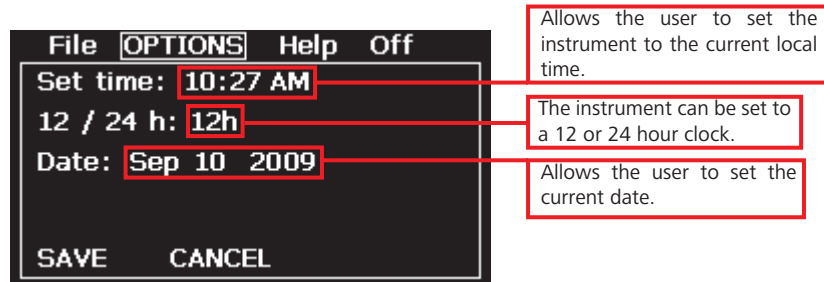 File OPTIONS Help Off
Set time: 10:27 AM
12 / 24 h: 12h
Date: Sep 10 2009
SAVE CANCEL
Allows the user to set the
instrument to the current local
time.
The instrument can be set to
a 12 or 24 hour clock.
Allows the user to set the
current date.